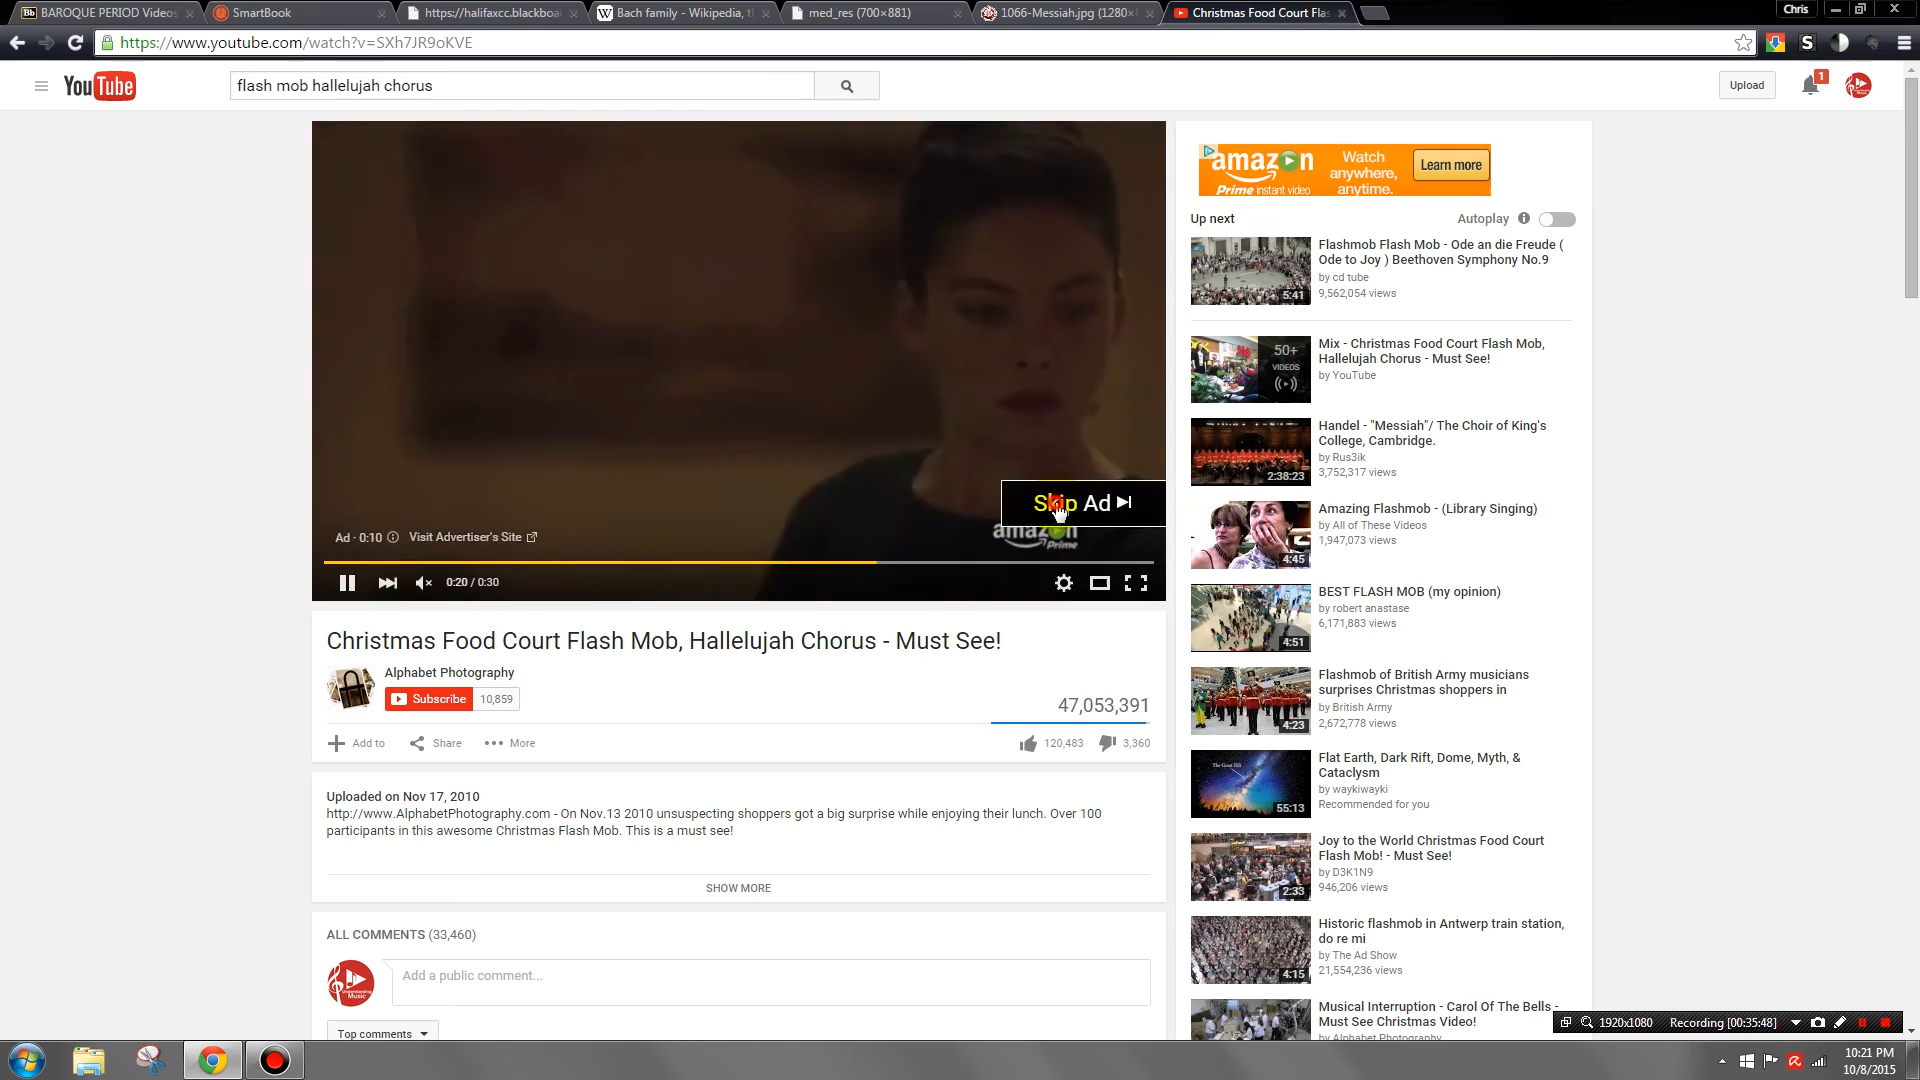 BAROQUE PERIOD Videos
SmartBook
https://halifaxcc.blackboa
Bach family - Wikipedia, t
med_res (700×881)
1066-Messiah.jpg (1280×
Christmas Food Court Fla
Chris
https://www.youtube.com/watch?v=SXh7JR9oKVE
YouTube
flash mob hallelujah chorus
Upload
1
amazon
Prime instant video
Watch
anywhere,
anytime.
Learn more
Up next
Autoplay
Flashmob Flash Mob - Ode an die Freude (
Ode to Joy ) Beethoven Symphony No.9
by cd tube
9,562,054 views
5:41
Mix - Christmas Food Court Flash Mob,
Hallelujah Chorus - Must See!
by YouTube
50+
VIDEOS
Handel - "Messiah"/ The Choir of King's
College, Cambridge.
by Rus3ik
3,752,317 views
2:38:23
Amazing Flashmob - (Library Singing)
by All of These Videos
1,947,073 views
4:45
BEST FLASH MOB (my opinion)
by robert anastase
6,171,883 views
4:51
Flashmob of British Army musicians
surprises Christmas shoppers in
by British Army
2,672,778 views
4:23
Flat Earth, Dark Rift, Dome, Myth, &
Cataclysm
by waykiwayki
Recommended for you
The Great Rift
55:13
Joy to the World Christmas Food Court
Flash Mob! - Must See!
by D3K1N9
946,206 views
2:33
Historic flashmob in Antwerp train station,
do re mi
by The Ad Show
21,554,236 views
4:15
Musical Interruption - Carol Of The Bells -
Must See Christmas Video!
by Alphabet Photography
Skip Ad
amazon
Prime
Ad · 0:10
Visit Advertiser's Site
0:20 / 0:30
Christmas Food Court Flash Mob, Hallelujah Chorus - Must See!
Alphabet Photography
Subscribe
10,859
47,053,391
Add to
Share
More
120,483
3,360
Uploaded on Nov 17, 2010
http://www.AlphabetPhotography.com - On Nov.13 2010 unsuspecting shoppers got a big surprise while enjoying their lunch. Over 100
participants in this awesome Christmas Flash Mob. This is a must see!
SHOW MORE
ALL COMMENTS (33,460)
Understanding
Music
Add a public comment...
Top comments
1920x1080
Recording [00:35:48]
10:21 PM
10/8/2015